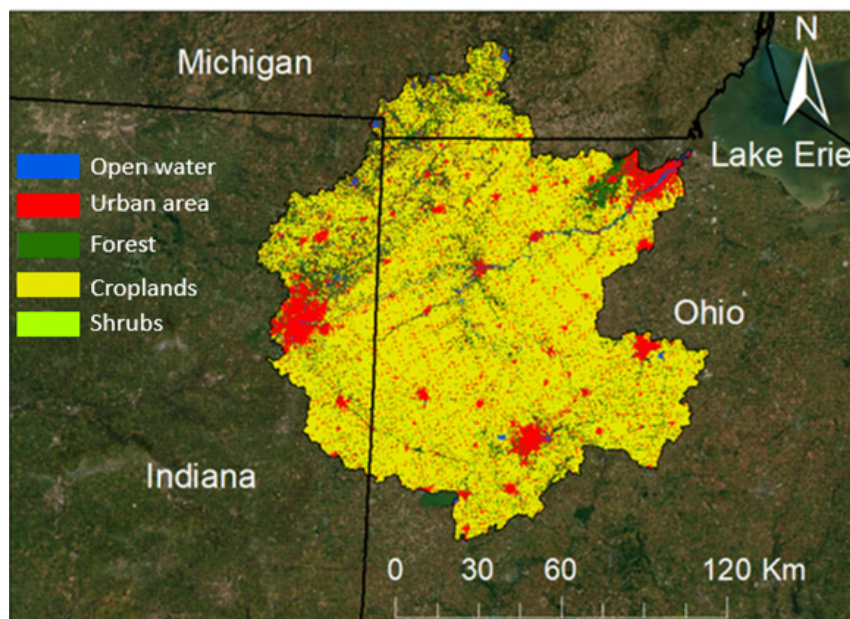 Michigan
N
Lake Erie
Open water
Urban area
Forest
Croplands
Shrubs
Ohio
Indiana
0 30 60 120 Km